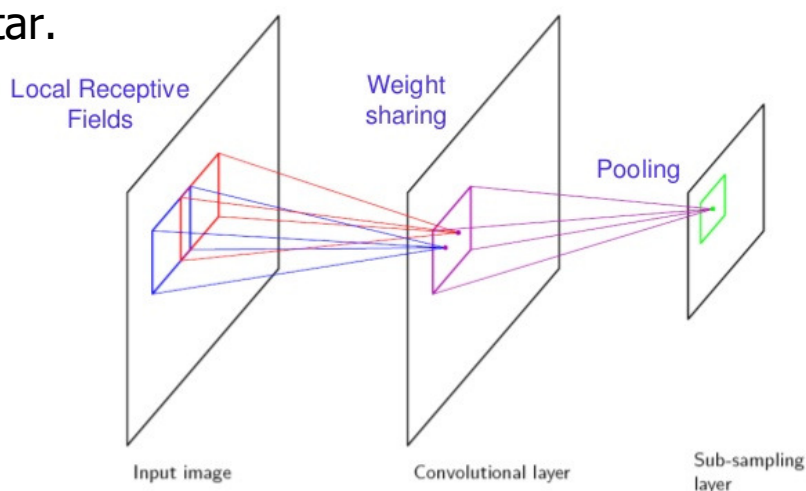 tar.
Local Receptive
Fields
Weight
sharing
Pooling
Input image
Convolutional layer
Sub-sampling
layer